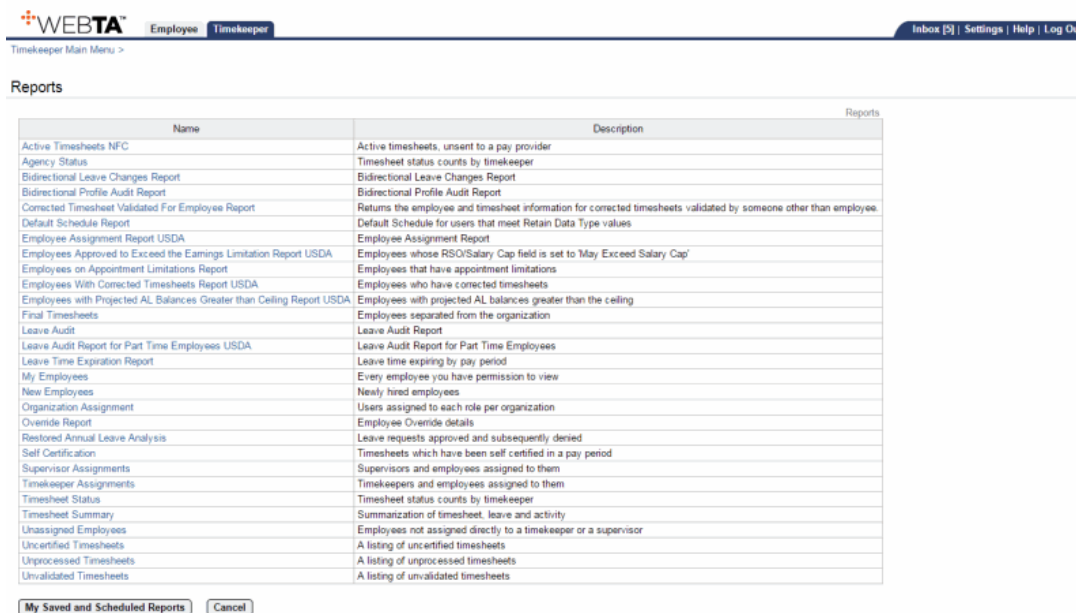 WEBTA™ Employee Timekeeper Inbox [5] | Settings | Help | Log Ou
Timekeeper Main Menu >
Reports
Reports
Name Description
Active Timesheets NFC Active timesheets, unsent to a pay provider
Agency Status Timesheet status counts by timekeeper
Bidirectional Leave Changes Report Bidirectional Leave Changes Report
Bidirectional Profile Audit Report Bidirectional Profile Audit Report
Corrected Timesheet Validated For Employee Report Returns the employee and timesheet information for corrected timesheets validated by someone other than employee.
Default Schedule Report Default Schedule for users that meet Retain Data Type values
Employee Assignment Report USDA Employee Assignment Report
Employees Approved to Exceed the Earnings Limitation Report USDA Employees whose RSO/Salary Cap field is set to 'May Exceed Salary Cap'
Employees on Appointment Limitations Report Employees that have appointment limitations
Employees With Corrected Timesheets Report USDA Employees who have corrected timesheets
Employees with Projected AL Balances Greater than Ceiling Report USDA Employees with projected AL balances greater than the ceiling
Final Timesheets Employees separated from the organization
Leave Audit Leave Audit Report
Leave Audit Report for Part Time Employees USDA Leave Audit Report for Part Time Employees
Leave Time Expiration Report Leave time expiring by pay period
My Employees Every employee you have permission to view
New Employees Newly hired employees
Organization Assignment Users assigned to each role per organization
Override Report Employee Override details
Restored Annual Leave Analysis Leave requests approved and subsequently denied
Self Certification Timesheets which have been self certified in a pay period
Supervisor Assignments Supervisors and employees assigned to them
Timekeeper Assignments Timekeepers and employees assigned to them
Timesheet Status Timesheet status counts by timekeeper
Timesheet Summary Summarization of timesheet, leave and activity
Unassigned Employees Employees not assigned directly to a timekeeper or a supervisor
Uncertified Timesheets A listing of uncertified timesheets
Unprocessed Timesheets A listing of unprocessed timesheets
Unvalidated Timesheets A listing of unvalidated timesheets
My Saved and Scheduled Reports Cancel